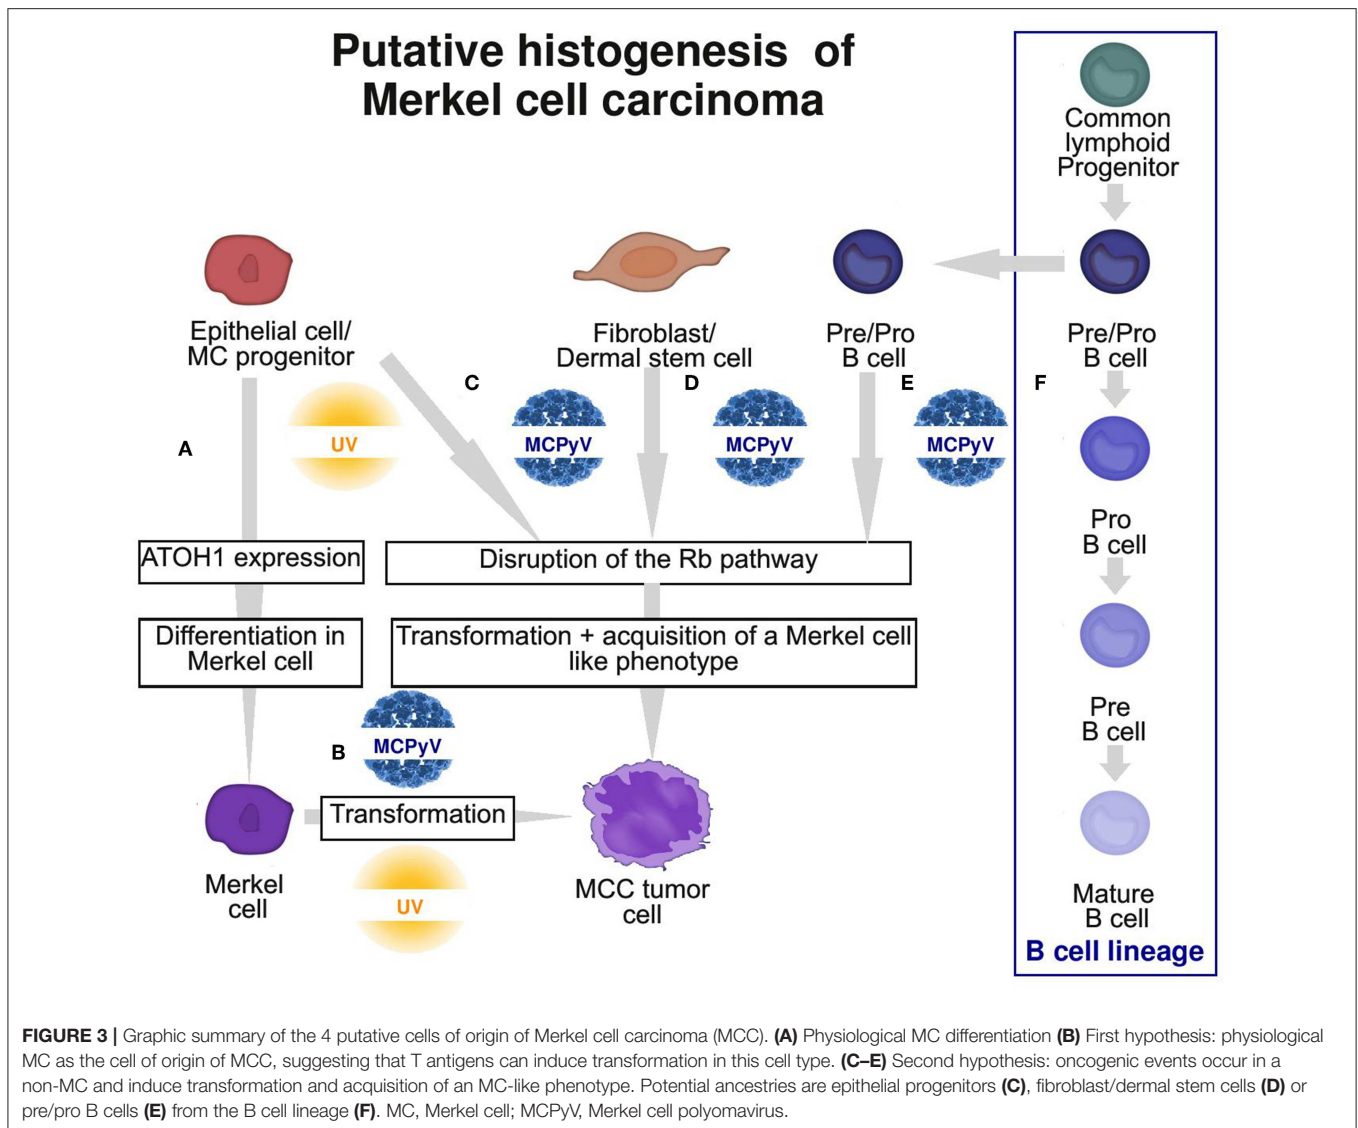 Putative histogenesis of
Merkel cell carcinoma
Common
lymphoid
Progenitor
Epithelial cell/
MC progenitor
Fibroblast/
Dermal stem cell
Pre/Pro
B cell
Pre/Pro
B cell
A
UV
C
MCPyV
D
MCPyV
E
MCPyV
F
Pro
B cell
ATOH1 expression
Disruption of the Rb pathway
Differentiation in
Merkel cell
Transformation + acquisition of a Merkel cell
like phenotype
Pre
B cell
B
MCPyV
Transformation
UV
Merkel
cell
MCC tumor
cell
Mature
B cell
B cell lineage
FIGURE 3 | Graphic summary of the 4 putative cells of origin of Merkel cell carcinoma (MCC). (A) Physiological MC differentiation (B) First hypothesis: physiological
MC as the cell of origin of MCC, suggesting that T antigens can induce transformation in this cell type. (C–E) Second hypothesis: oncogenic events occur in a
non-MC and induce transformation and acquisition of an MC-like phenotype. Potential ancestries are epithelial progenitors (C), fibroblast/dermal stem cells (D) or
pre/pro B cells (E) from the B cell lineage (F). MC, Merkel cell; MCPyV, Merkel cell polyomavirus.